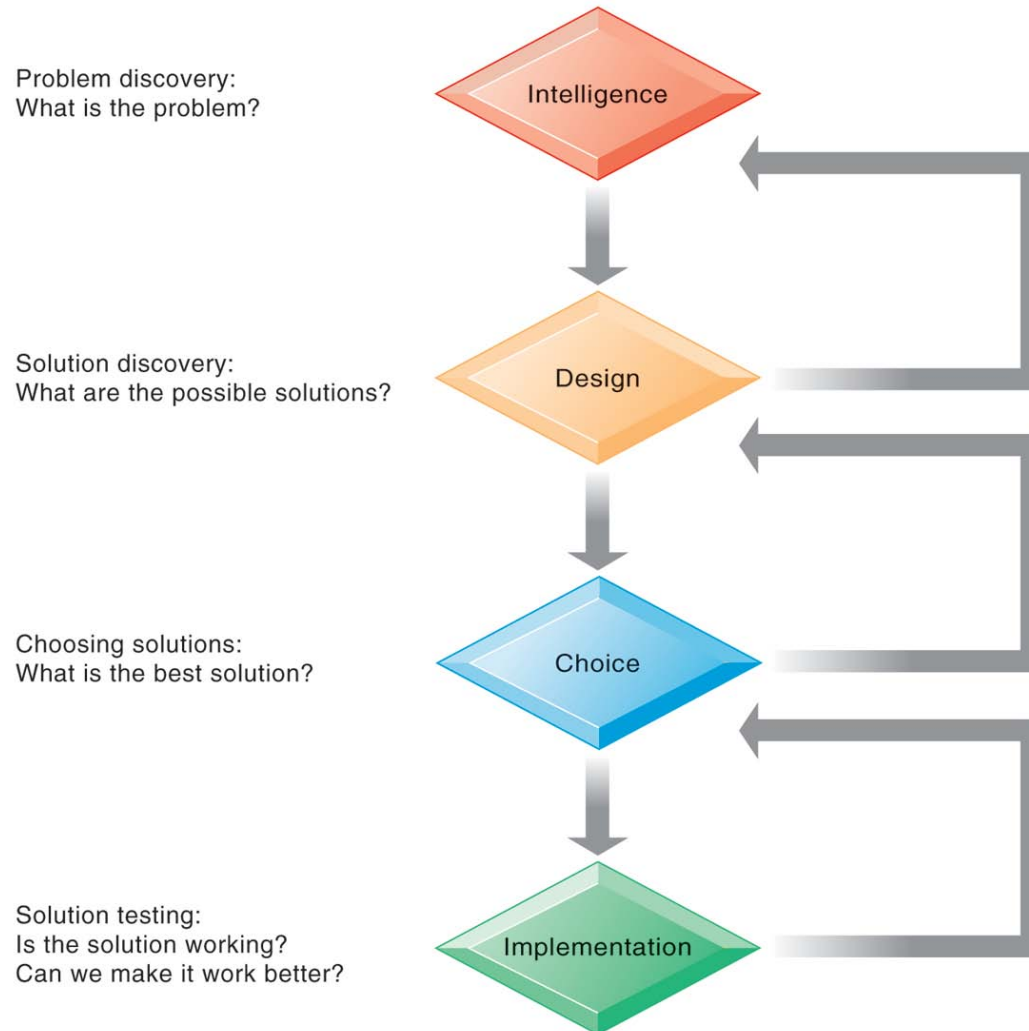 Problem discovery:
What is the problem?
Intelligence
Solution discovery:
What are the possible solutions?
Design
Choosing solutions:
What is the best solution?
Choice
Solution testing:
Is the solution working?
Can we make it work better?
Implementation